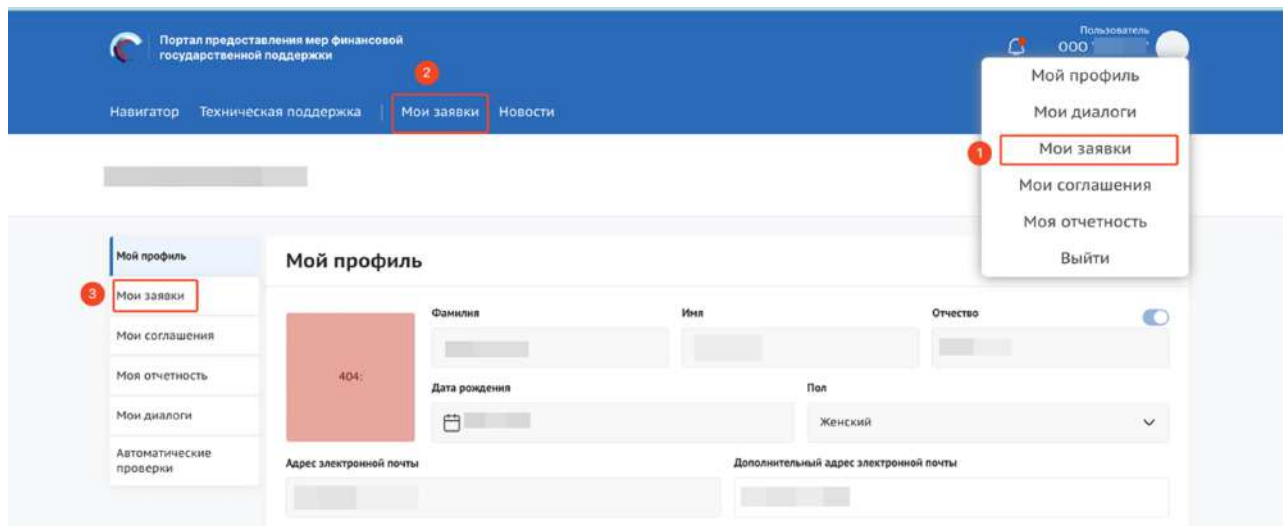 Портал предоставления мер финансовой
государственной поддержки
Пользователь
ООО
2
Навигатор Техническая поддержка Мои заявки Новости
Мой профиль
Мои диалоги
1 Мои заявки
Мои соглашения
Моя отчетность
Выйти
Мой профиль
3 Мои заявки
Мои соглашения
Моя отчетность
Мои диалоги
Автоматические
проверки
Мой профиль
Фамилия Имя Отчество
404:
Дата рождения Пол
Женский
Адрес электронной почты Дополнительный адрес электронной почты